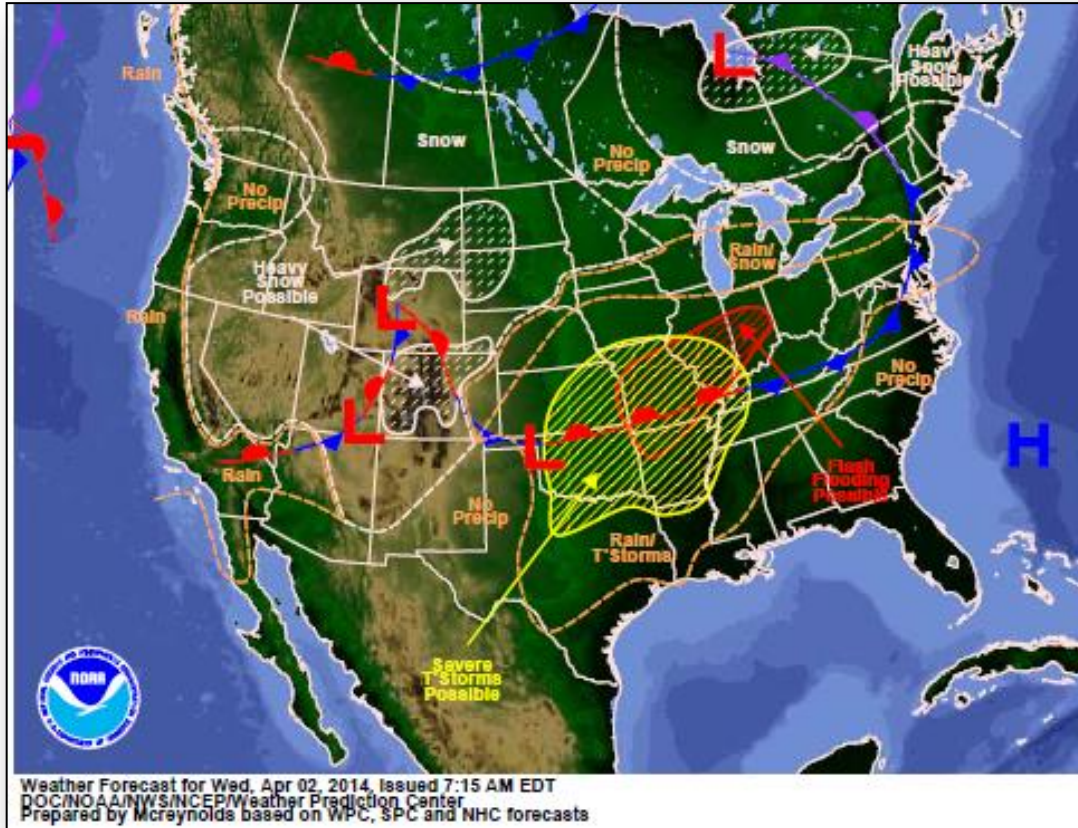 Rain
Heavy
Snow
Possible
L
Snow
No
Precip
Snow
No
Precip
Rain/
Snow
Heavy
Snow
Possible
L
Rain
No
Precip
L
H
L
Rain
Flash
Flooding
Possible
No
Precip
Rain/
T'Storms
Severe
T'Storms
Possible
NOAA
Weather Forecast for Wed, Apr 02, 2014, issued 7:15 AM EDT
DOC/NOAA/NWS/NCEP/Weather Prediction Center
Prepared by Mcreynolds based on WPC, SPC and NHC forecasts